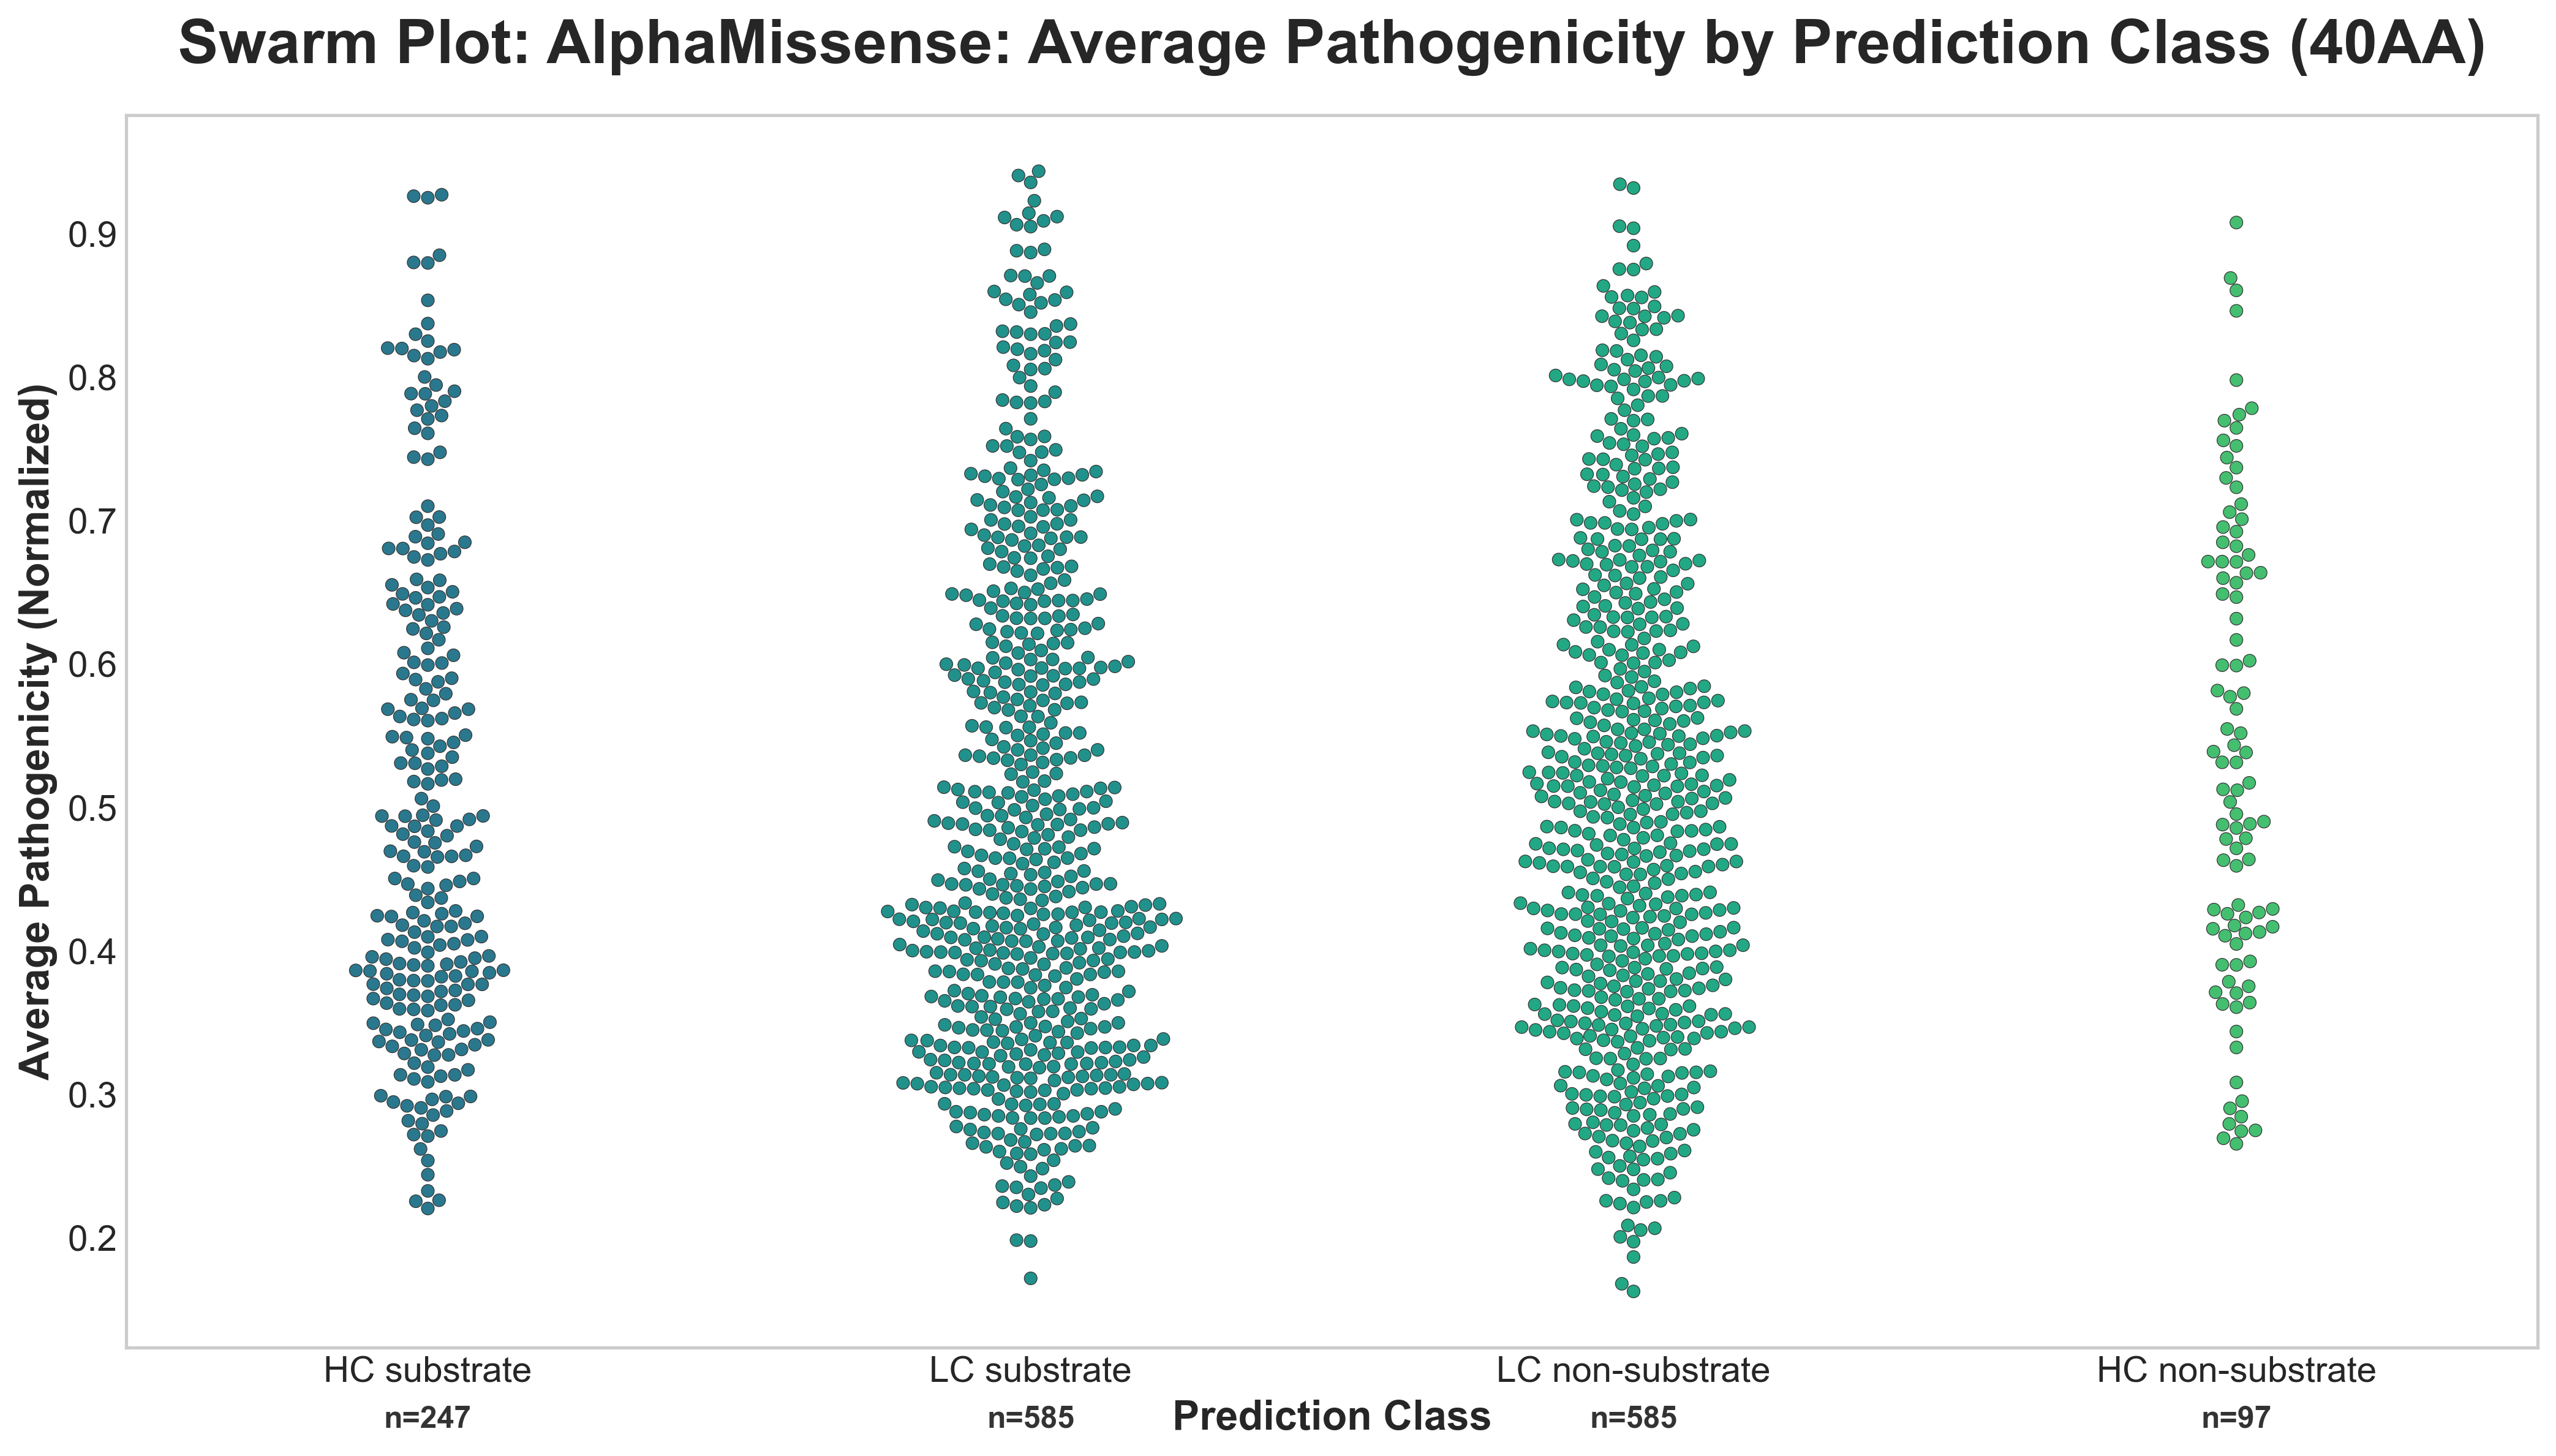 Swarm Plot: AlphaMissense: Average Pathogenicity by Prediction Class (40AA)
Average Pathogenicity (Normalized)
0.9
0.8
0.7
0.6
0.5
0.4
0.3
0.2
HC substrate
LC substrate
LC non-substrate
HC non-substrate
n=247
n=585
Prediction Class
n=585
n=97